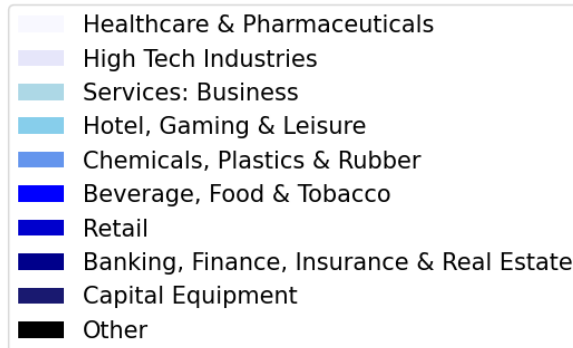 Healthcare & Pharmaceuticals
High Tech Industries
Services: Business
Hotel, Gaming & Leisure
Chemicals, Plastics & Rubber
Beverage, Food & Tobacco
Retail
Banking, Finance, Insurance & Real Estate
Capital Equipment
Other